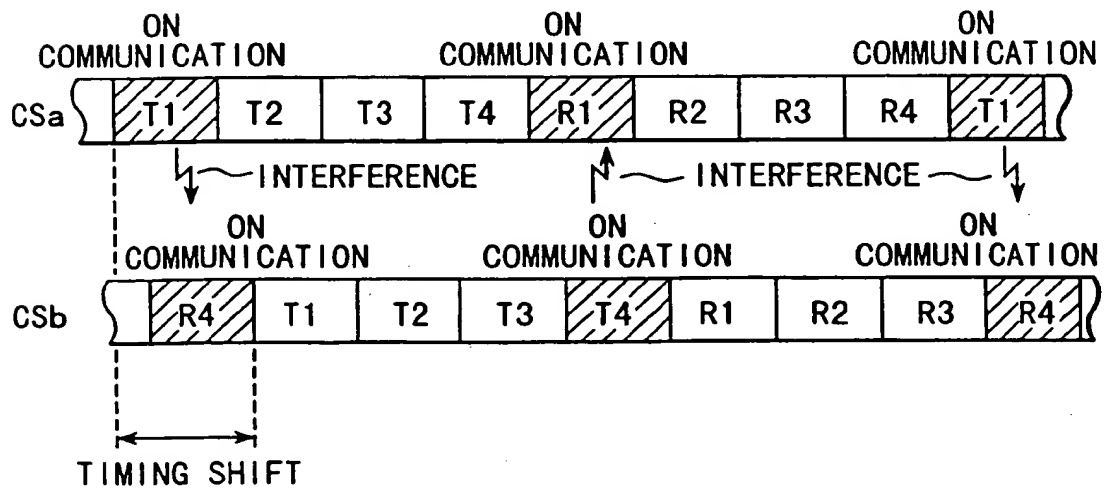 ON COMMUNICATION
ON COMMUNICATION
ON COMMUNICATION
CSa T1 T2 T3 T4 R1 R2 R3 R4 T1
INTERFERENCE INTERFERENCE
ON COMMUNICATION
ON COMMUNICATION
ON COMMUNICATION
CSb R4 T1 T2 T3 T4 R1 R2 R3 R4
TIMING SHIFT